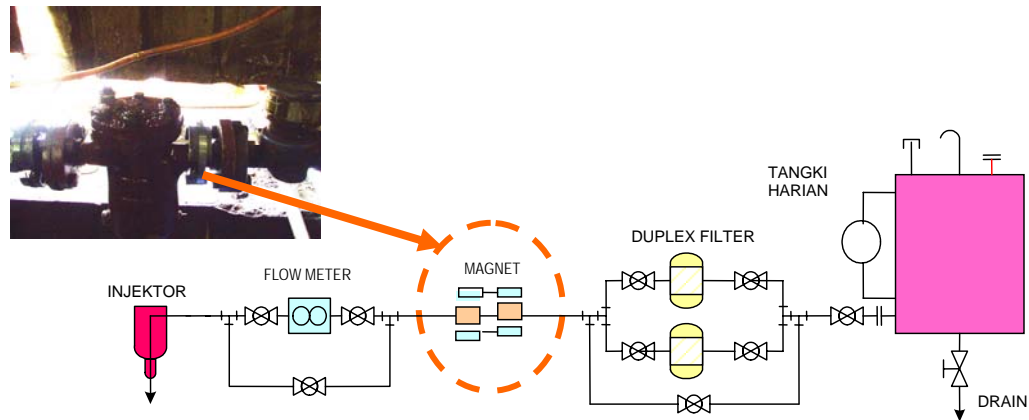 TANGKI
HARIAN
DUPLEX FILTER
FLOW METER
MAGNET
INJEKTOR
DRAIN